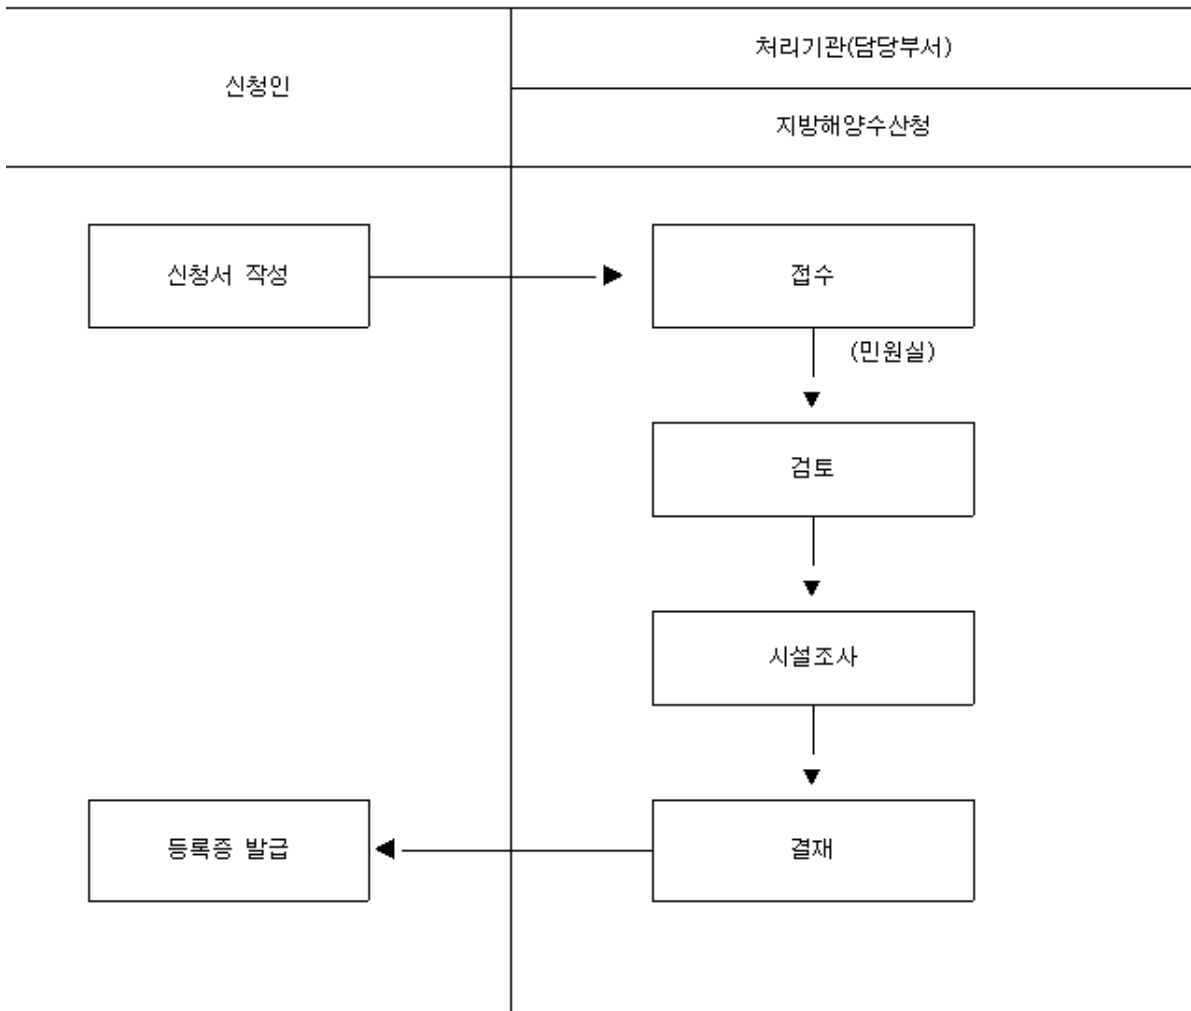 신청인
처리기관(담당부서)
지방해양수산청
신청서 작성
접수
(민원실)
검토
시설조사
등록증 발급
결재